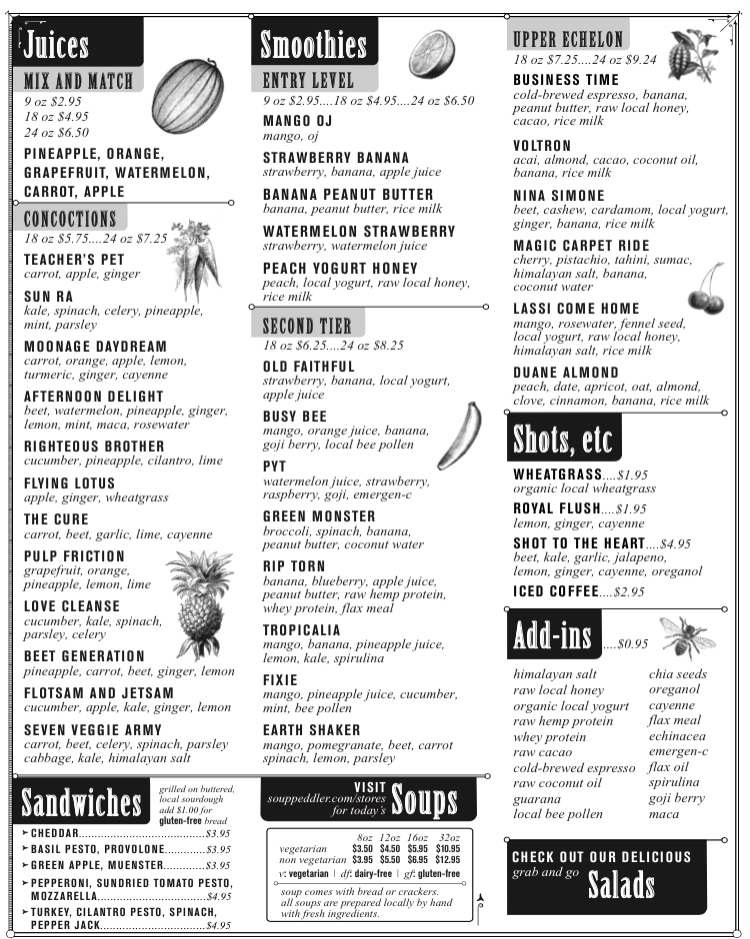 Juices
MIX AND MATCH
9 oz $2.95
18 oz $4.95
24 oz $6.50
PINEAPPLE, ORANGE,
GRAPEFRUIT, WATERMELON,
CARROT, APPLE
CONCOCTIONS
18 oz $5.75....24 oz $7.25
TEACHER'S PET
carrot, apple, ginger
SUN RA
kale, spinach, celery, pineapple,
mint, parsley
MOONAGE DAYDREAM
carrot, orange, apple, lemon,
turmeric, ginger, cayenne
AFTERNOON DELIGHT
beet, watermelon, pineapple, ginger,
lemon, mint, maca, rosewater
RIGHTEOUS BROTHER
cucumber, pineapple, cilantro, lime
FLYING LOTUS
apple, ginger, wheatgrass
THE CURE
carrot, beet, garlic, lime, cayenne
PULP FRICTION
grapefruit, orange,
pineapple, lemon, lime
LOVE CLEANSE
cucumber, kale, spinach,
parsley, celery
BEET GENERATION
pineapple, carrot, beet, ginger, lemon
FLOTSAM AND JETSAM
cucumber, apple, kale, ginger, lemon
SEVEN VEGGIE ARMY
carrot, beet, celery, spinach, parsley
cabbage, kale, himalayan salt
Smoothies
ENTRY LEVEL
9 oz $2.95....18 oz $4.95....24 oz $6.50
MANGO OJ
mango, oj
STRAWBERRY BANANA
strawberry, banana, apple juice
BANANA PEANUT BUTTER
banana, peanut butter, rice milk
WATERMELON STRAWBERRY
strawberry, watermelon juice
PEACH YOGURT HONEY
peach, local yogurt, raw local honey,
rice milk
SECOND TIER
18 oz $6.25....24 oz $8.25
OLD FAITHFUL
strawberry, banana, local yogurt,
apple juice
BUSY BEE
mango, orange juice, banana,
goji berry, local bee pollen
PYT
watermelon juice, strawberry,
raspberry, goji, emergen-c
GREEN MONSTER
broccoli, spinach, banana,
peanut butter, coconut water
RIP TORN
banana, blueberry, apple juice,
peanut butter, raw hemp protein,
whey protein, flax meal
TROPICALIA
mango, banana, pineapple juice,
lemon, kale, spirulina
FIXIE
mango, pineapple juice, cucumber,
mint, bee pollen
EARTH SHAKER
mango, pomegranate, beet, carrot
spinach, lemon, parsley
UPPER ECHELON
18 oz $7.25....24 oz $9.24
BUSINESS TIME
cold-brewed espresso, banana,
peanut butter, raw local honey,
cacao, rice milk
VOLTRON
acai, almond, cacao, coconut oil,
banana, rice milk
NINA SIMONE
beet, cashew, cardamom, local yogurt,
ginger, banana, rice milk
MAGIC CARPET RIDE
cherry, pistachio, tahini, sumac,
himalayan salt, banana,
coconut water
LASSI COME HOME
mango, rosewater, fennel seed,
local yogurt, raw local honey,
himalayan salt, rice milk
DUANE ALMOND
peach, date, apricot, oat, almond,
clove, cinnamon, banana, rice milk
Shots, etc
WHEATGRASS....$1.95
organic local wheatgrass
ROYAL FLUSH....$1.95
lemon, ginger, cayenne
SHOT TO THE HEART....$4.95
beet, kale, garlic, jalapeno,
lemon, ginger, cayenne, oreganol
ICED COFFEE....$2.95
Add-ins ....$0.95
himalayan salt
raw local honey
organic local yogurt
raw hemp protein
whey protein
raw cacao
cold-brewed espresso
raw coconut oil
guarana
local bee pollen
chia seeds
oreganol
cayenne
flax meal
echinacea
emergen-c
flax oil
spirulina
goji berry
maca
Sandwiches
grilled on buttered,
local sourdough
add $1.00 for
gluten-free bread
➤ CHEDDAR..............................$3.95
➤ BASIL PESTO, PROVOLONE........$3.95
➤ GREEN APPLE, MUENSTER.........$3.95
➤ PEPPERONI, SUNDRIED TOMATO PESTO,
MOZZARELLA..........................$4.95
➤ TURKEY, CILANTRO PESTO, SPINACH,
PEPPER JACK..........................$4.95
VISIT
souppeddler.com/stores
for today's
Soups
8oz 12oz 16oz 32oz
vegetarian $3.50 $4.50 $5.95 $10.95
non vegetarian $3.95 $5.50 $6.95 $12.95
v: vegetarian | df: dairy-free | gf: gluten-free
soup comes with bread or crackers.
all soups are prepared locally by hand
with fresh ingredients.
CHECK OUT OUR DELICIOUS
grab and go
Salads